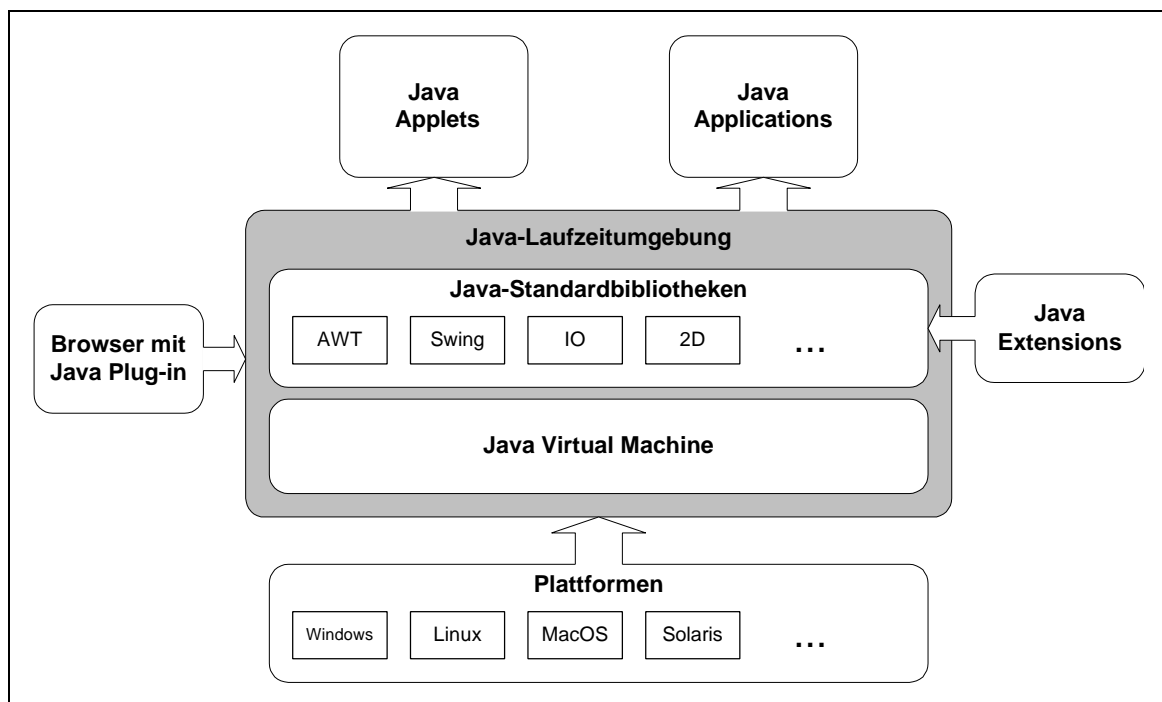 Java
Applets
Java
Applications
Java-Laufzeitumgebung
Java-Standardbibliotheken
AWT
Swing
IO
2D
...
Browser mit
Java Plug-in
Java
Extensions
Java Virtual Machine
Plattformen
Windows
Linux
MacOS
Solaris
...